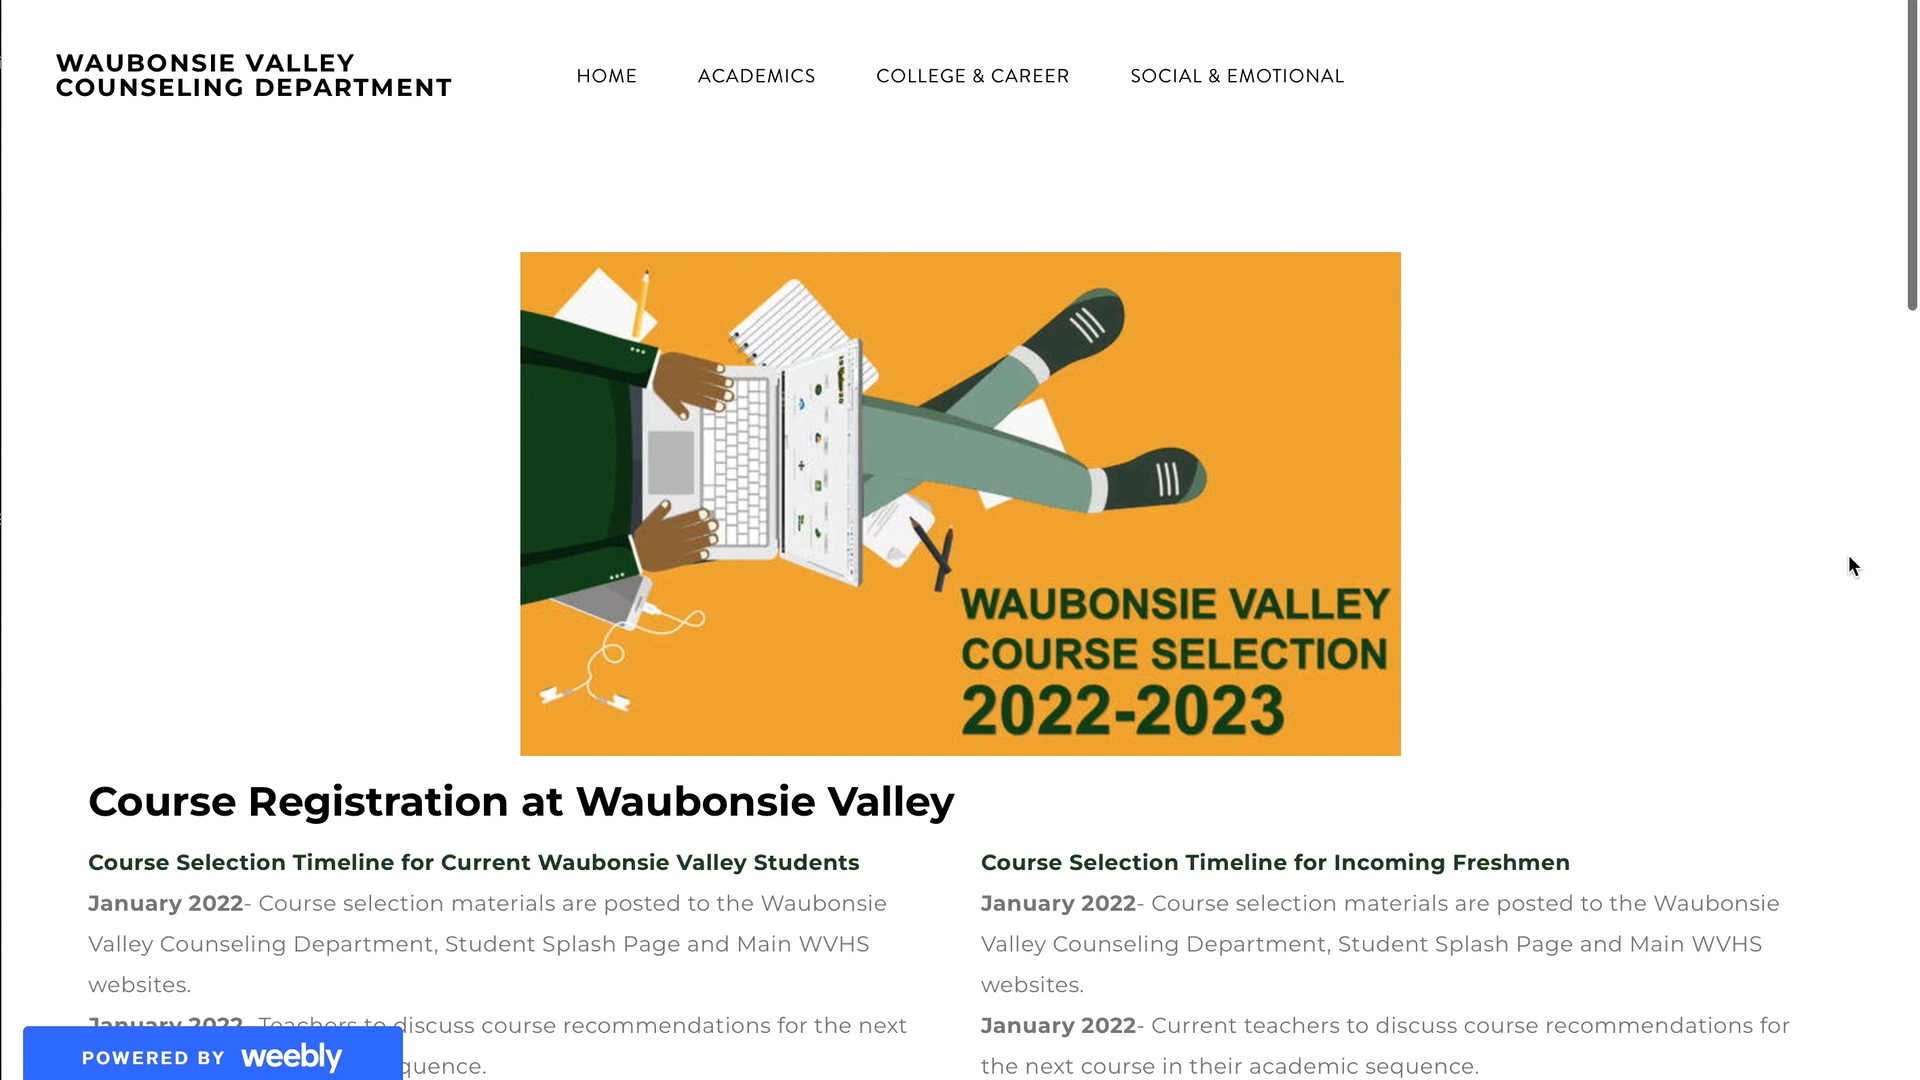 WAUBONSIE VALLEY
COUNSELING DEPARTMENT
HOME
ACADEMICS
COLLEGE & CAREER
SOCIAL & EMOTIONAL
WAUBONSIE VALLEY
COURSE SELECTION
2022-2023
Course Registration at Waubonsie Valley
Course Selection Timeline for Current Waubonsie Valley Students
January 2022- Course selection materials are posted to the Waubonsie
Valley Counseling Department, Student Splash Page and Main WVHS
websites.
January 2022- Teachers to discuss course recommendations for the next
quence.
Course Selection Timeline for Incoming Freshmen
January 2022- Course selection materials are posted to the Waubonsie
Valley Counseling Department, Student Splash Page and Main WVHS
websites.
January 2022- Current teachers to discuss course recommendations for
the next course in their academic sequence.
POWERED BY weebly